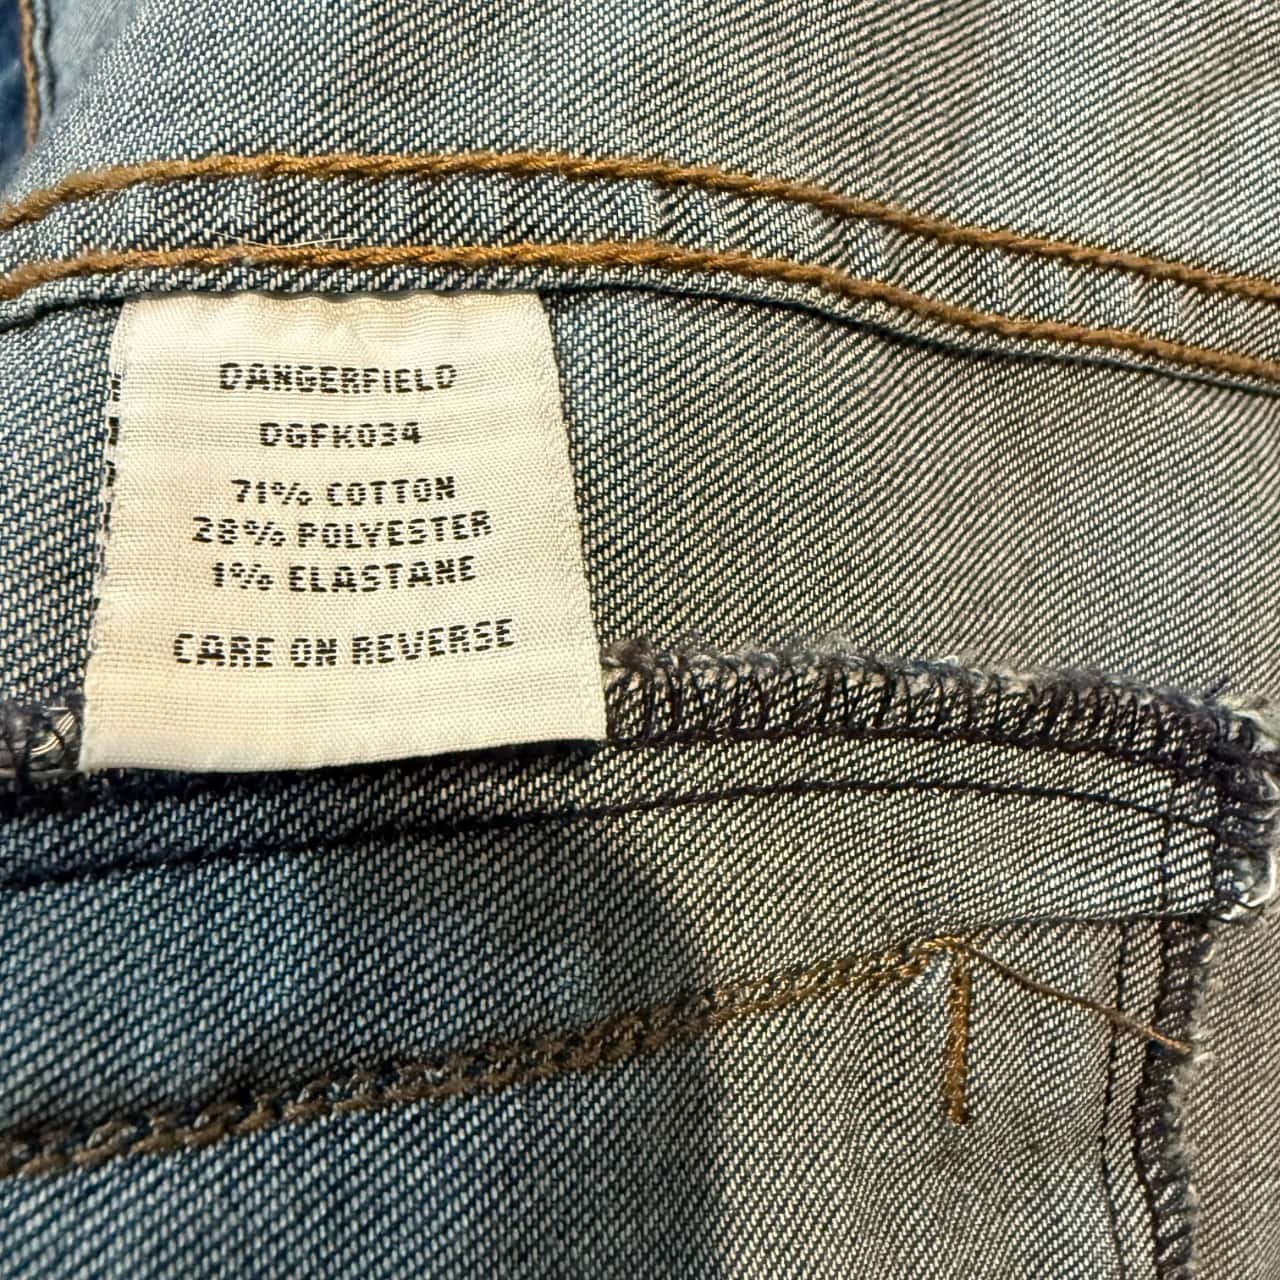 DANGERFIELD
DGFK034
71% COTTON
28% POLYESTER
1% ELASTANE
CARE ON REVERSE